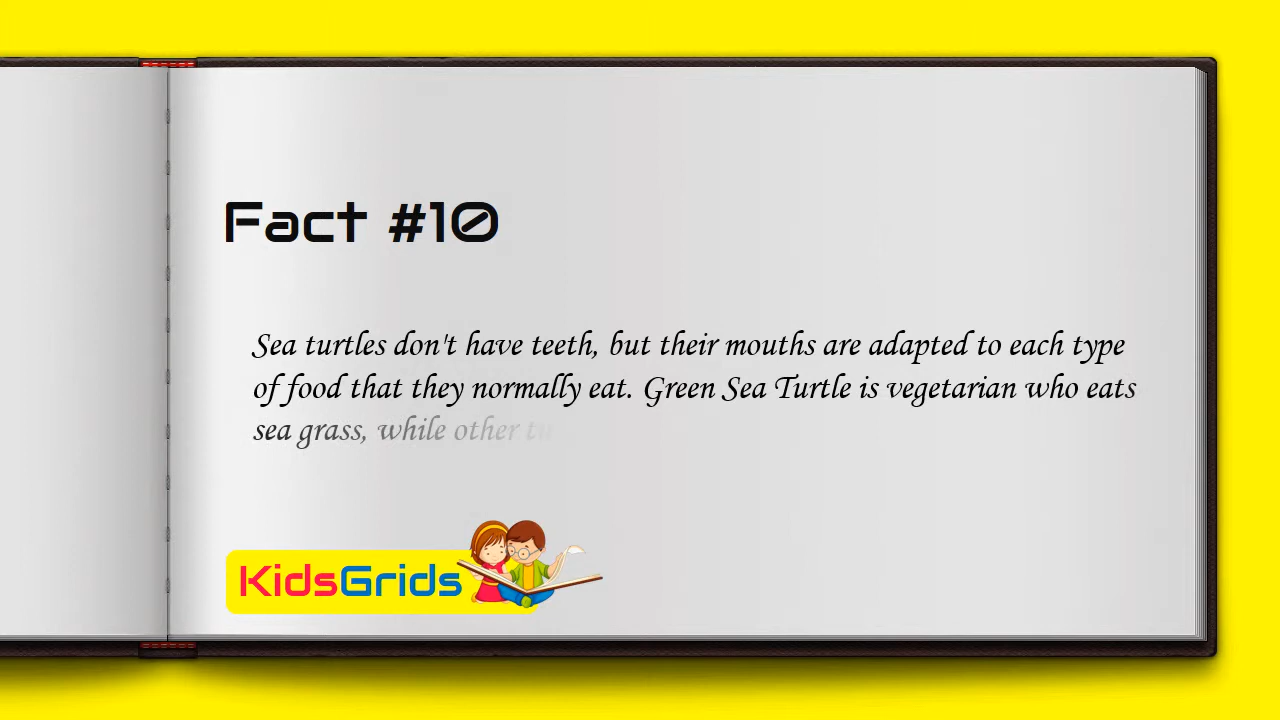 Fact #10
Sea turtles don't have teeth, but their mouths are adapted to each type
of food that they normally eat. Green Sea Turtle is vegetarian who eats
sea grass, while other
KidsGrids